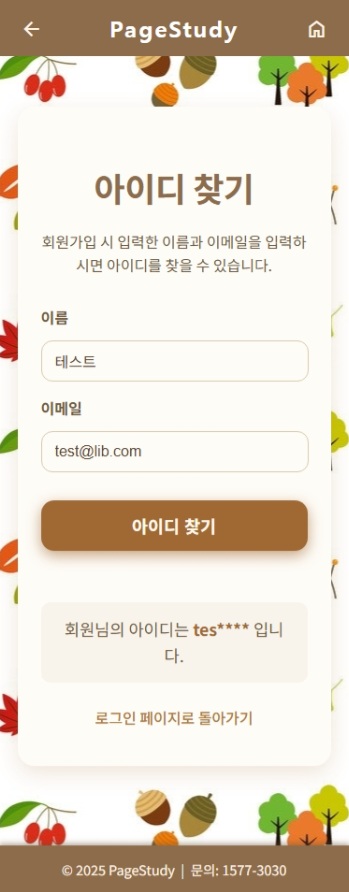 PageStudy
아이디 찾기
회원가입 시 입력한 이름과 이메일을 입력하
시면 아이디를 찾을 수 있습니다.
이름
테스트
이메일
test@lib.com
아이디 찾기
회원님의 아이디는 tes**** 입니
다.
로그인 페이지로 돌아가기
© 2025 PageStudy | 문의: 1577-3030